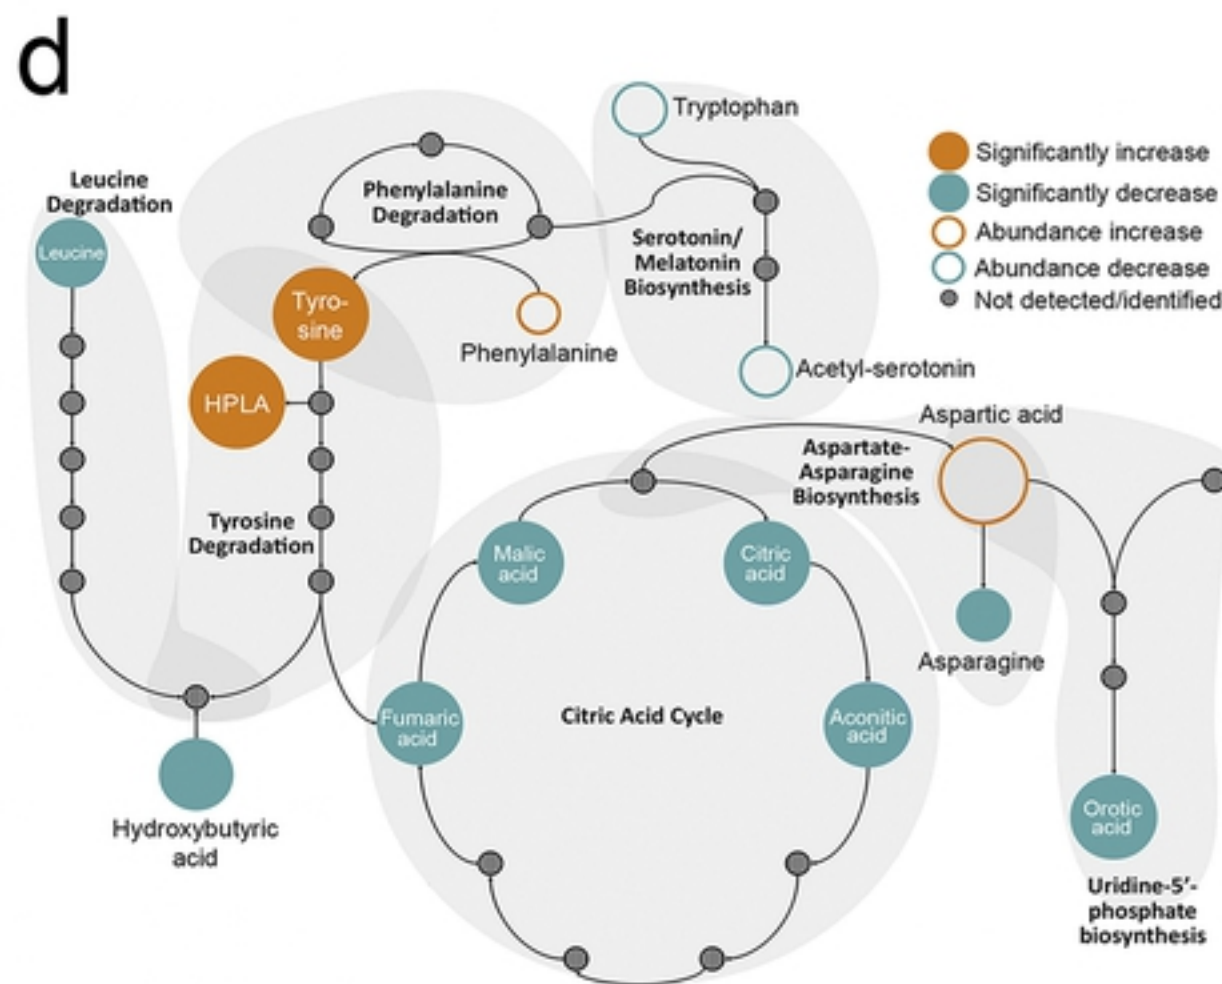 d
Tryptophan
Significantly increase
Significantly decrease
Abundance increase
Abundance decrease
Not detected/identified
Leucine
Degradation
Leucine
Phenylalanine
Degradation
Serotonin/
Melatonin
Biosynthesis
Tyro-
sine
Phenylalanine
Acetyl-serotonin
HPLA
Aspartic acid
Aspartate-
Asparagine
Biosynthesis
Tyrosine
Degradation
Malic
acid
Citric
acid
Asparagine
Fumaric
acid
Citric Acid Cycle
Aconitic
acid
Hydroxybutyric
acid
Orotic
acid
Uridine-5’-
phosphate
biosynthesis